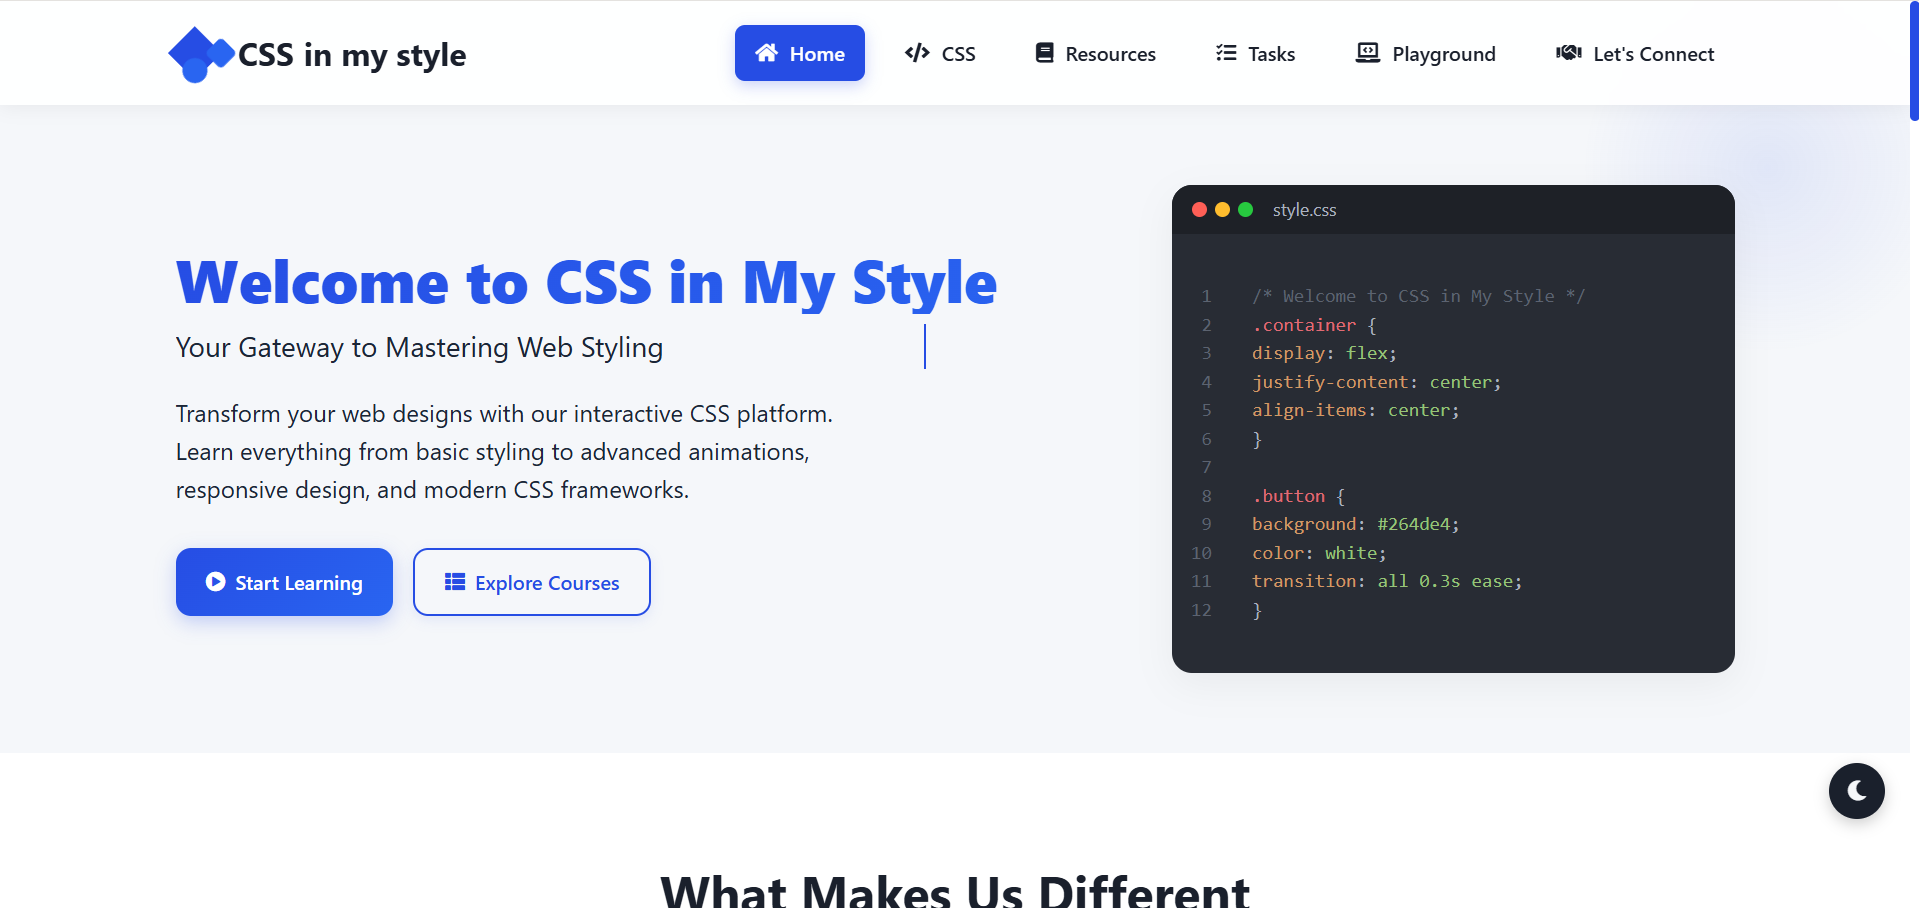 CSS in my style
Home
CSS
Resources
Tasks
Playground
Let's Connect
Welcome to CSS in My Style
Your Gateway to Mastering Web Styling
Transform your web designs with our interactive CSS platform.
Learn everything from basic styling to advanced animations,
responsive design, and modern CSS frameworks.
Start Learning
Explore Courses
style.css
1 /* Welcome to CSS in My Style */
2 .container {
3 display: flex;
4 justify-content: center;
5 align-items: center;
6 }
7
8 .button {
9 background: #264de4;
10 color: white;
11 transition: all 0.3s ease;
12 }
What Makes Us Different